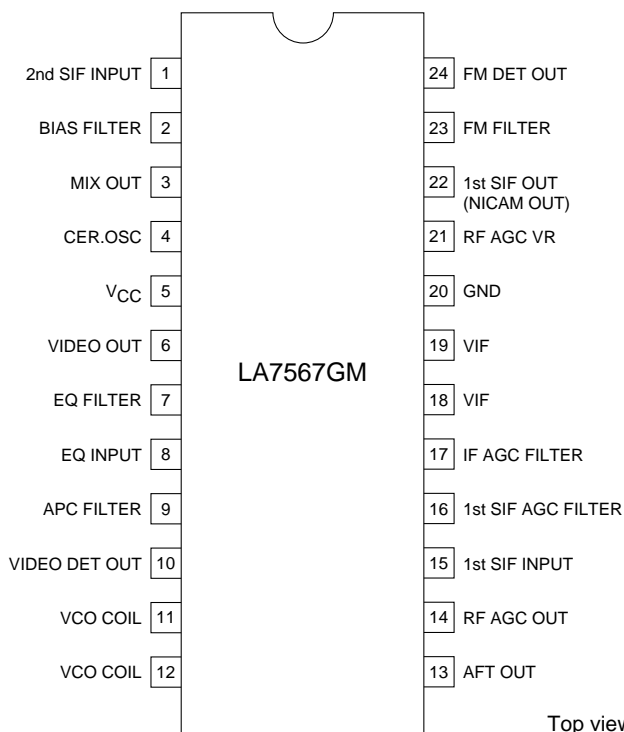 2nd SIF INPUT 1 24 FM DET OUT
BIAS FILTER 2 23 FM FILTER
MIX OUT 3 22 1st SIF OUT
(NICAM OUT)
CER.OSC 4 21 RF AGC VR
VCC 5 20 GND
VIDEO OUT 6 19 VIF
LA7567GM
EQ FILTER 7 18 VIF
EQ INPUT 8 17 IF AGC FILTER
APC FILTER 9 16 1st SIF AGC FILTER
VIDEO DET OUT 10 15 1st SIF INPUT
VCO COIL 11 14 RF AGC OUT
VCO COIL 12 13 AFT OUT
Top view